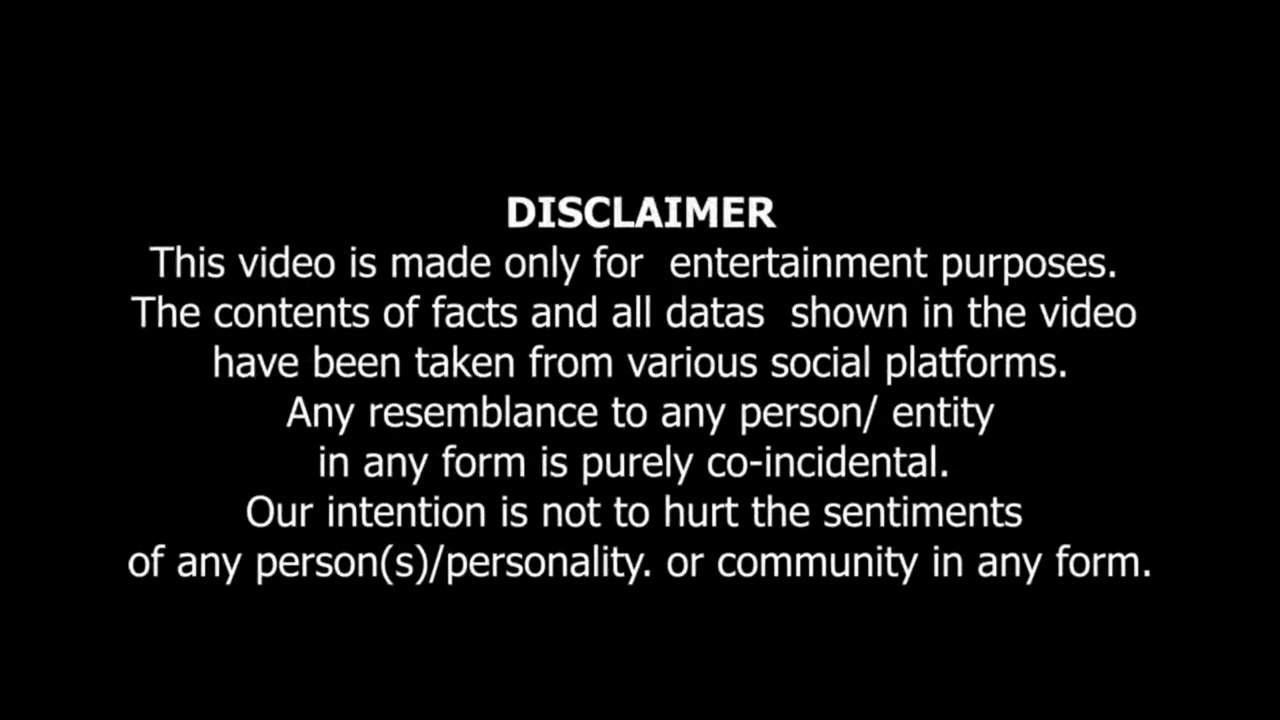 DISCLAIMER
This video is made only for  entertainment purposes.
The contents of facts and all datas  shown in the video
have been taken from various social platforms.
Any resemblance to any person/ entity
in any form is purely co-incidental.
Our intention is not to hurt the sentiments
of any person(s)/personality. or community in any form.